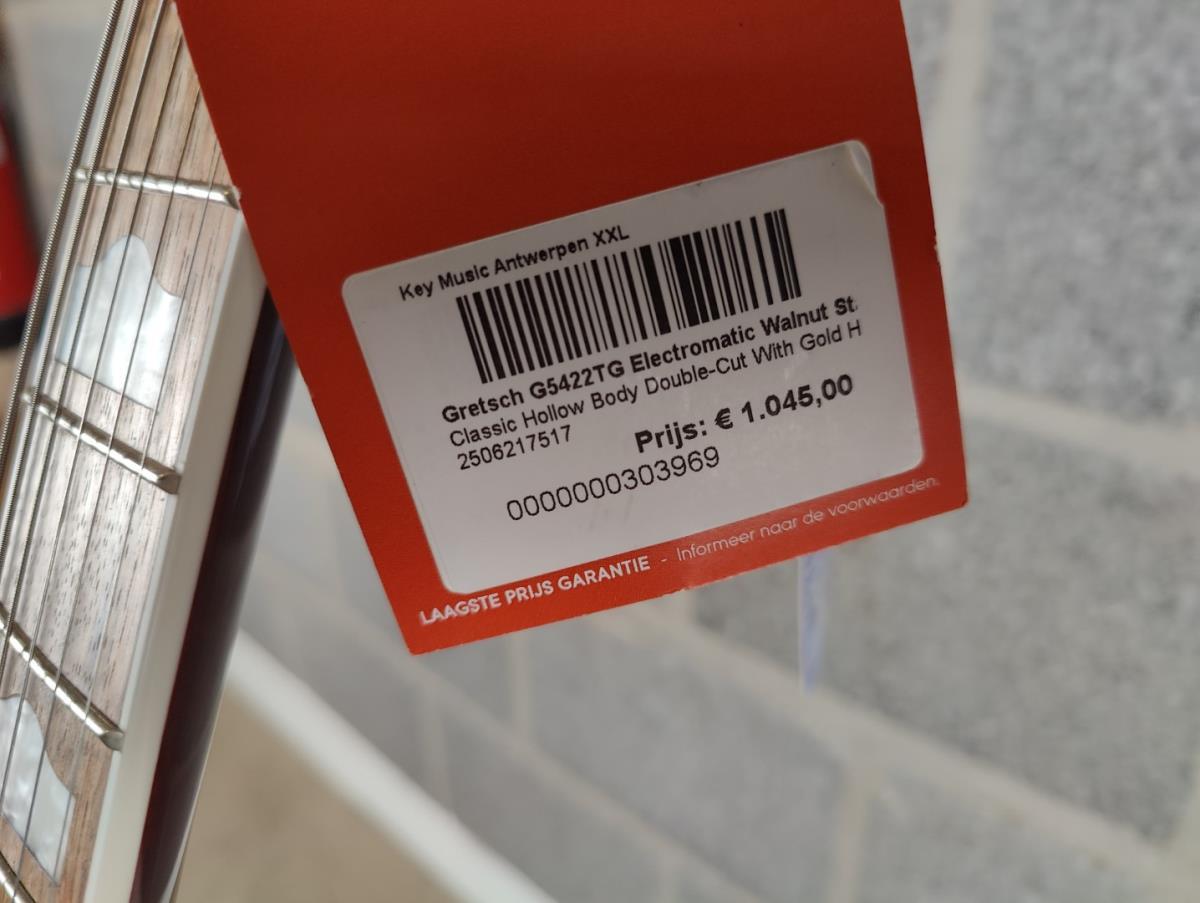 Key Music Antwerpen XXL
Gretsch G5422TG Electromatic Walnut St.
Classic Hollow Body Double-Cut With Gold H
2506217517
Prijs: € 1.045,00
0000000303969
LAAGSTE PRIJS GARANTIE - Informeer naar de voorwaarden.